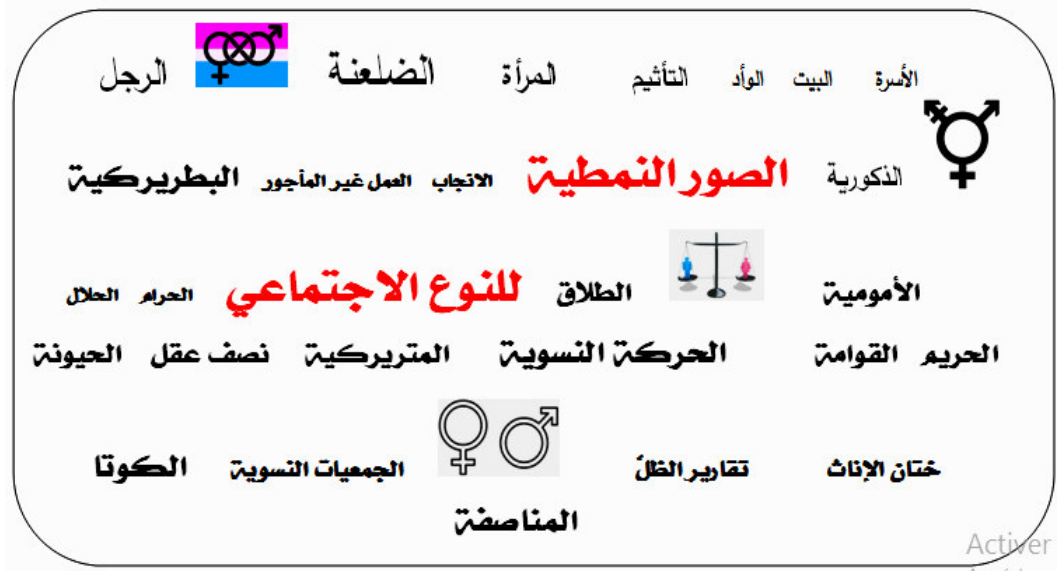 الأسرة البيت الوأد التأثيم المرأة الضلعنة الرجل
الذكورية الصور النمطية الانجاب العمل غير المأجور البطريركية
الأمومية الطلاق للنوع الاجتماعي الحرام الحلال
الحريم القوامة الحركة النسوية المتريركية نصف عقل الحيونة
ختان الإناث تقارير الظلّ الجمعيات النسوية الكوتا
المناصفة
Activer